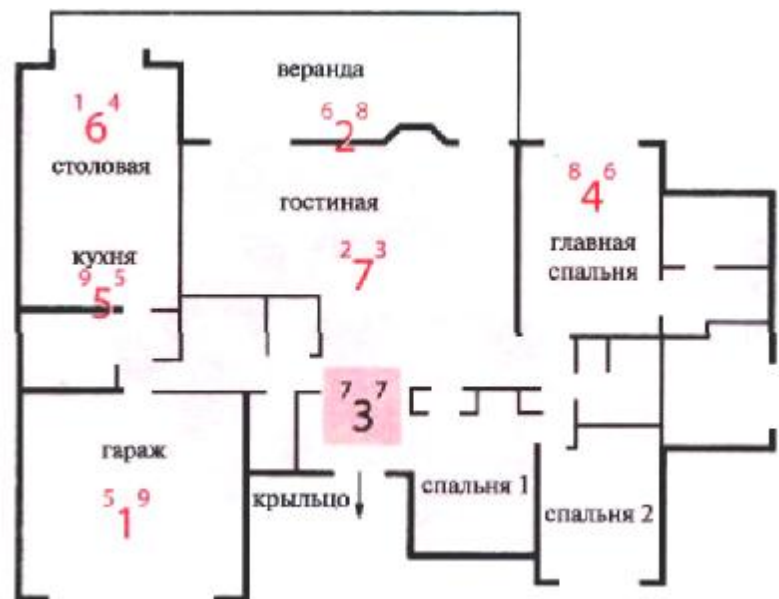 веранда
1 6 4
6 2 8
столовая
8 4 6
гостиная
главная
спальня
кухня
9 5 5
2 7 3
7 3 7
гараж
крыльцо
спальня 1
спальня 2
5 1 9